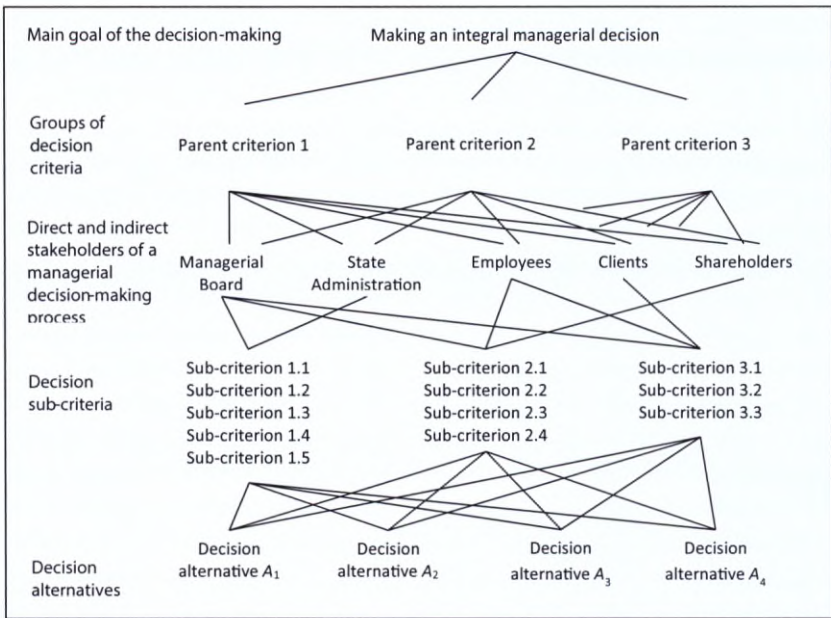 Main goal of the decision-making
Making an integral managerial decision
Groups of
decision
criteria
Parent criterion 1
Parent criterion 2
Parent criterion 3
Direct and indirect
stakeholders of a
managerial
decision-making
process
Managerial
Board
State
Administration
Employees
Clients
Shareholders
Decision
sub-criteria
Sub-criterion 1.1
Sub-criterion 1.2
Sub-criterion 1.3
Sub-criterion 1.4
Sub-criterion 1.5
Sub-criterion 2.1
Sub-criterion 2.2
Sub-criterion 2.3
Sub-criterion 2.4
Sub-criterion 3.1
Sub-criterion 3.2
Sub-criterion 3.3
Decision
alternatives
Decision
alternative A₁
Decision
alternative A₂
Decision
alternative A₃
Decision
alternative A₄